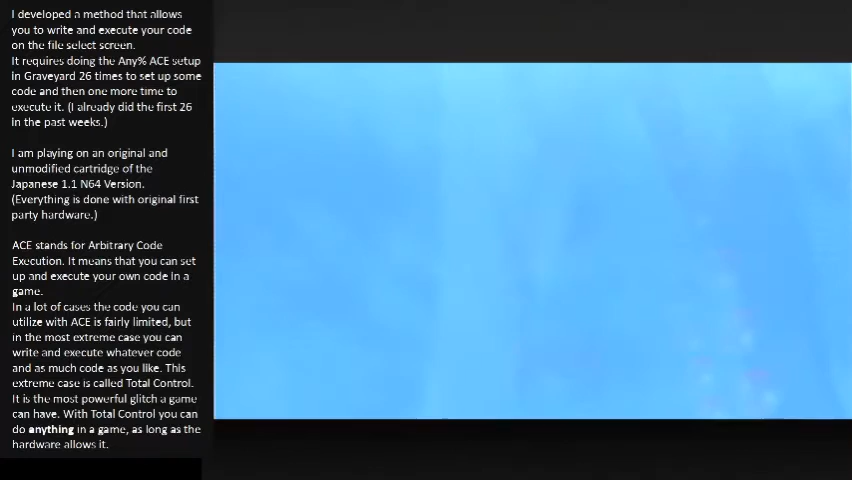 I developed a method that allows
you to write and execute your code
on the file select screen.
It requires doing the Any% ACE setup
in Graveyard 26 times to set up some
code and then one more time to
execute it. (I already did the first 26
in the past weeks.)
I am playing on an original and
unmodified cartridge of the
Japanese 1.1 N64 Version.
(Everything is done with original first
party hardware.)
ACE stands for Arbitrary Code
Execution. It means that you can set
up and execute your own code in a
game.
In a lot of cases the code you can
utilize with ACE is fairly limited, but
in the most extreme case you can
write and execute whatever code
and as much code as you like. This
extreme case is called Total Control.
It is the most powerful glitch a game
can have. With Total Control you can
do anything in a game, as long as the
hardware allows it.